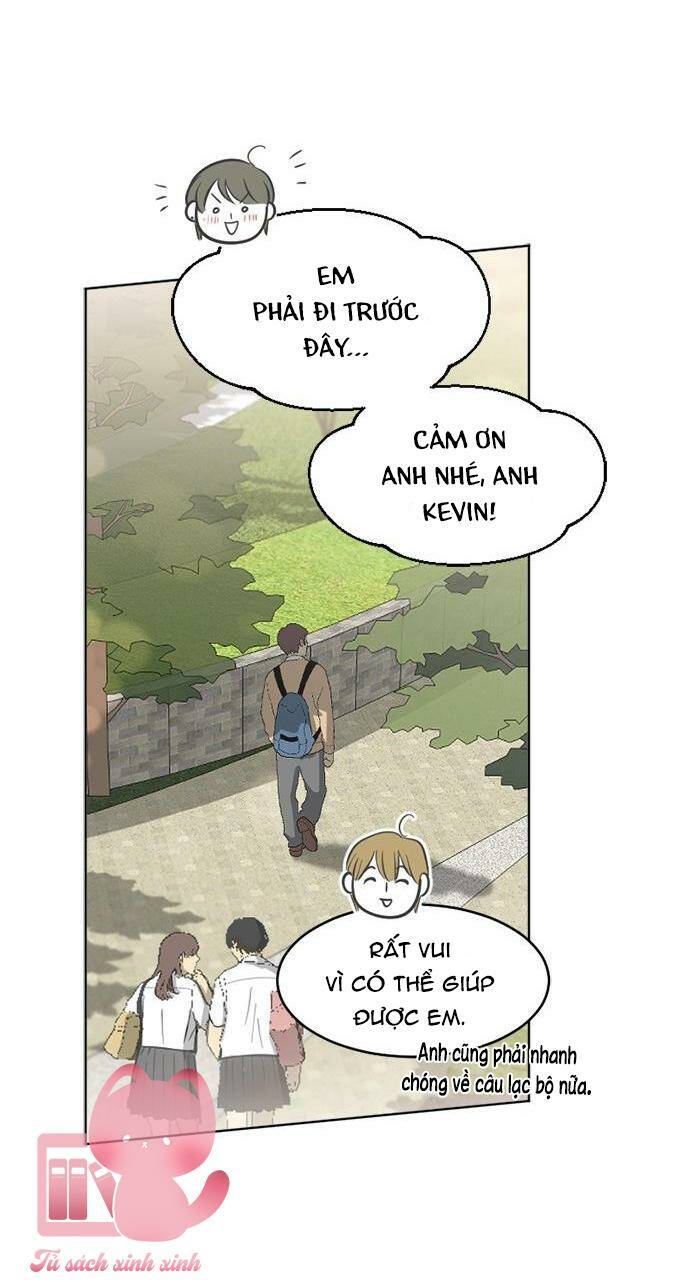 EM
PHẢI ĐI TRƯỚC
ĐÂY...
CẢM ƠN
ANH NHÉ, ANH
KEVIN!
RẤT VUI
VÌ CÓ THỂ GIÚP
ĐƯỢC EM.
Anh cũng phải nhanh
chóng về câu lạc bộ nữa.
Tủ sách xinh xinh